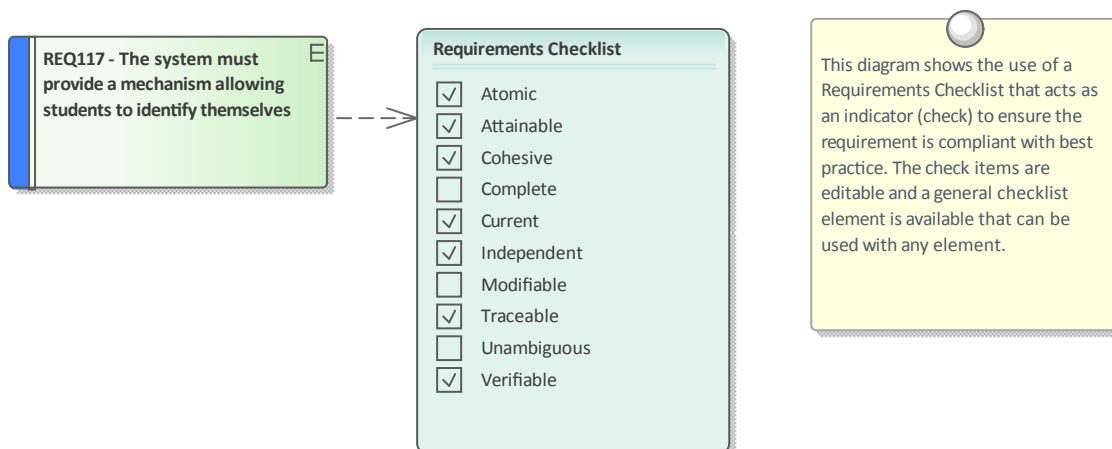 REQ117 - The system must
provide a mechanism allowing
students to identify themselves
E
Requirements Checklist
Atomic
Attainable
Cohesive
Complete
Current
Independent
Modifiable
Traceable
Unambiguous
Verifiable
This diagram shows the use of a
Requirements Checklist that acts as
an indicator (check) to ensure the
requirement is compliant with best
practice. The check items are
editable and a general checklist
element is available that can be
used with any element.